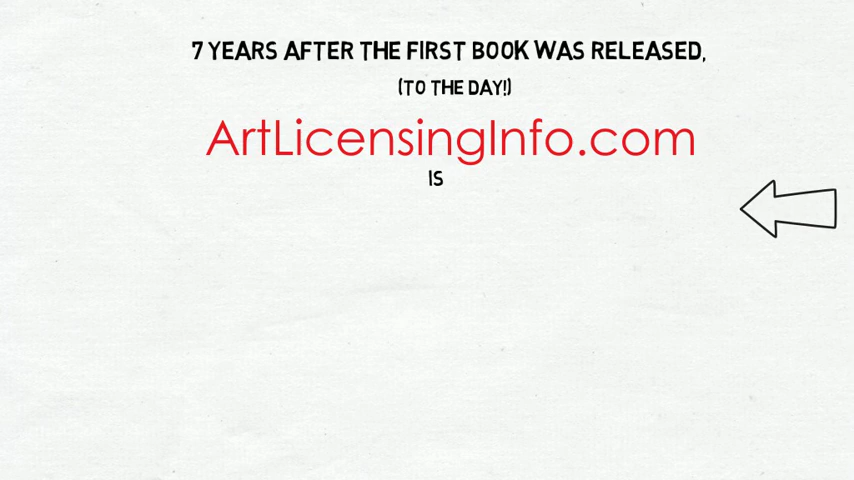 7 YEARS AFTER THE FIRST BOOK WAS RELEASED,
(TO THE DAY!)
ArtLicensingInfo.com
IS